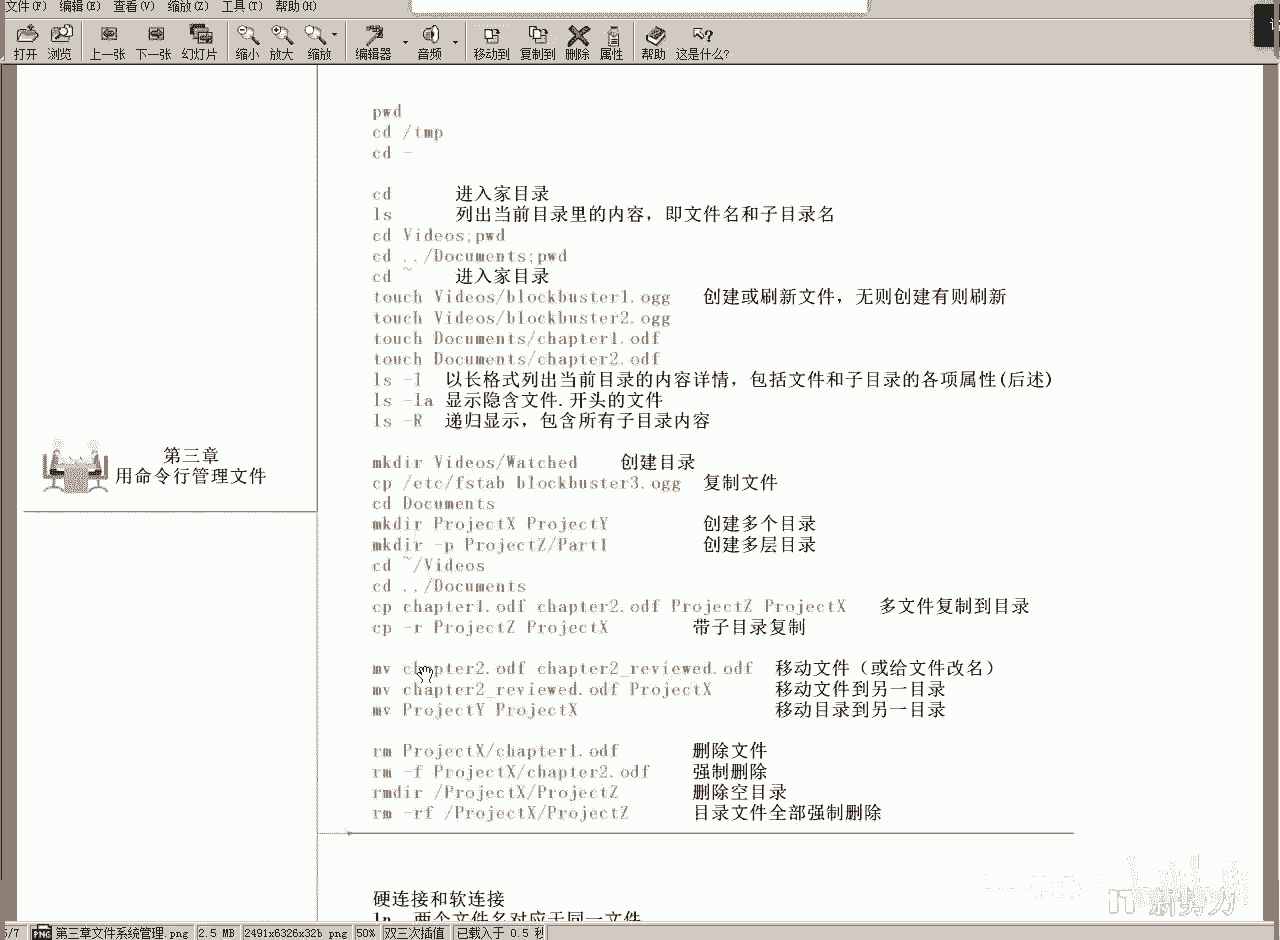 文件(F) 编辑(E) 查看(V) 缩放(Z) 工具(T) 帮助(H)
打开 浏览 上一张 下一张 幻灯片 缩小 放大 缩放 编辑器 音频 移动到 复制到 删除 属性 帮助 这是什么?
pwd
cd /tmp
cd -
cd 进入家目录
ls 列出当前目录里的内容，即文件名和子目录名
cd Videos;pwd
cd ../Documents;pwd
cd ~ 进入家目录
touch Videos/blockbuster1.ogg 创建或刷新文件，无则创建有则刷新
touch Videos/blockbuster2.ogg
touch Documents/chapter1.odf
touch Documents/chapter2.odf
ls -l 以长格式列出当前目录的内容详情，包括文件和子目录的各项属性(后述)
ls -la 显示隐含文件.开头的文件
ls -R 递归显示，包含所有子目录内容
第三章
用命令行管理文件
mkdir Videos/Watched 创建目录
cp /etc/fstab blockbuster3.ogg 复制文件
cd Documents
mkdir ProjectX ProjectY 创建多个目录
mkdir -p ProjectZ/Part1 创建多层目录
cd ~/Videos
cd ../Documents
cp chapter1.odf chapter2.odf ProjectZ ProjectX 多文件复制到目录
cp -r ProjectZ ProjectX 带子目录复制
mv chapter2.odf chapter2_reviewed.odf 移动文件（或给文件改名）
mv chapter2_reviewed.odf ProjectX 移动文件到另一目录
mv ProjectY ProjectX 移动目录到另一目录
rm ProjectX/chapter1.odf 删除文件
rm -f ProjectX/chapter2.odf 强制删除
rmdir /ProjectX/ProjectZ 删除空目录
rm -rf /ProjectX/ProjectZ 目录文件全部强制删除
硬连接和软连接
ln 两个文件名对应于同一文件
IT
5/7 PNG 第三章文件系统管理.png 2.5 MB 2491x6326x32b png 50% 双三次插值 已载入于 0.5 秒